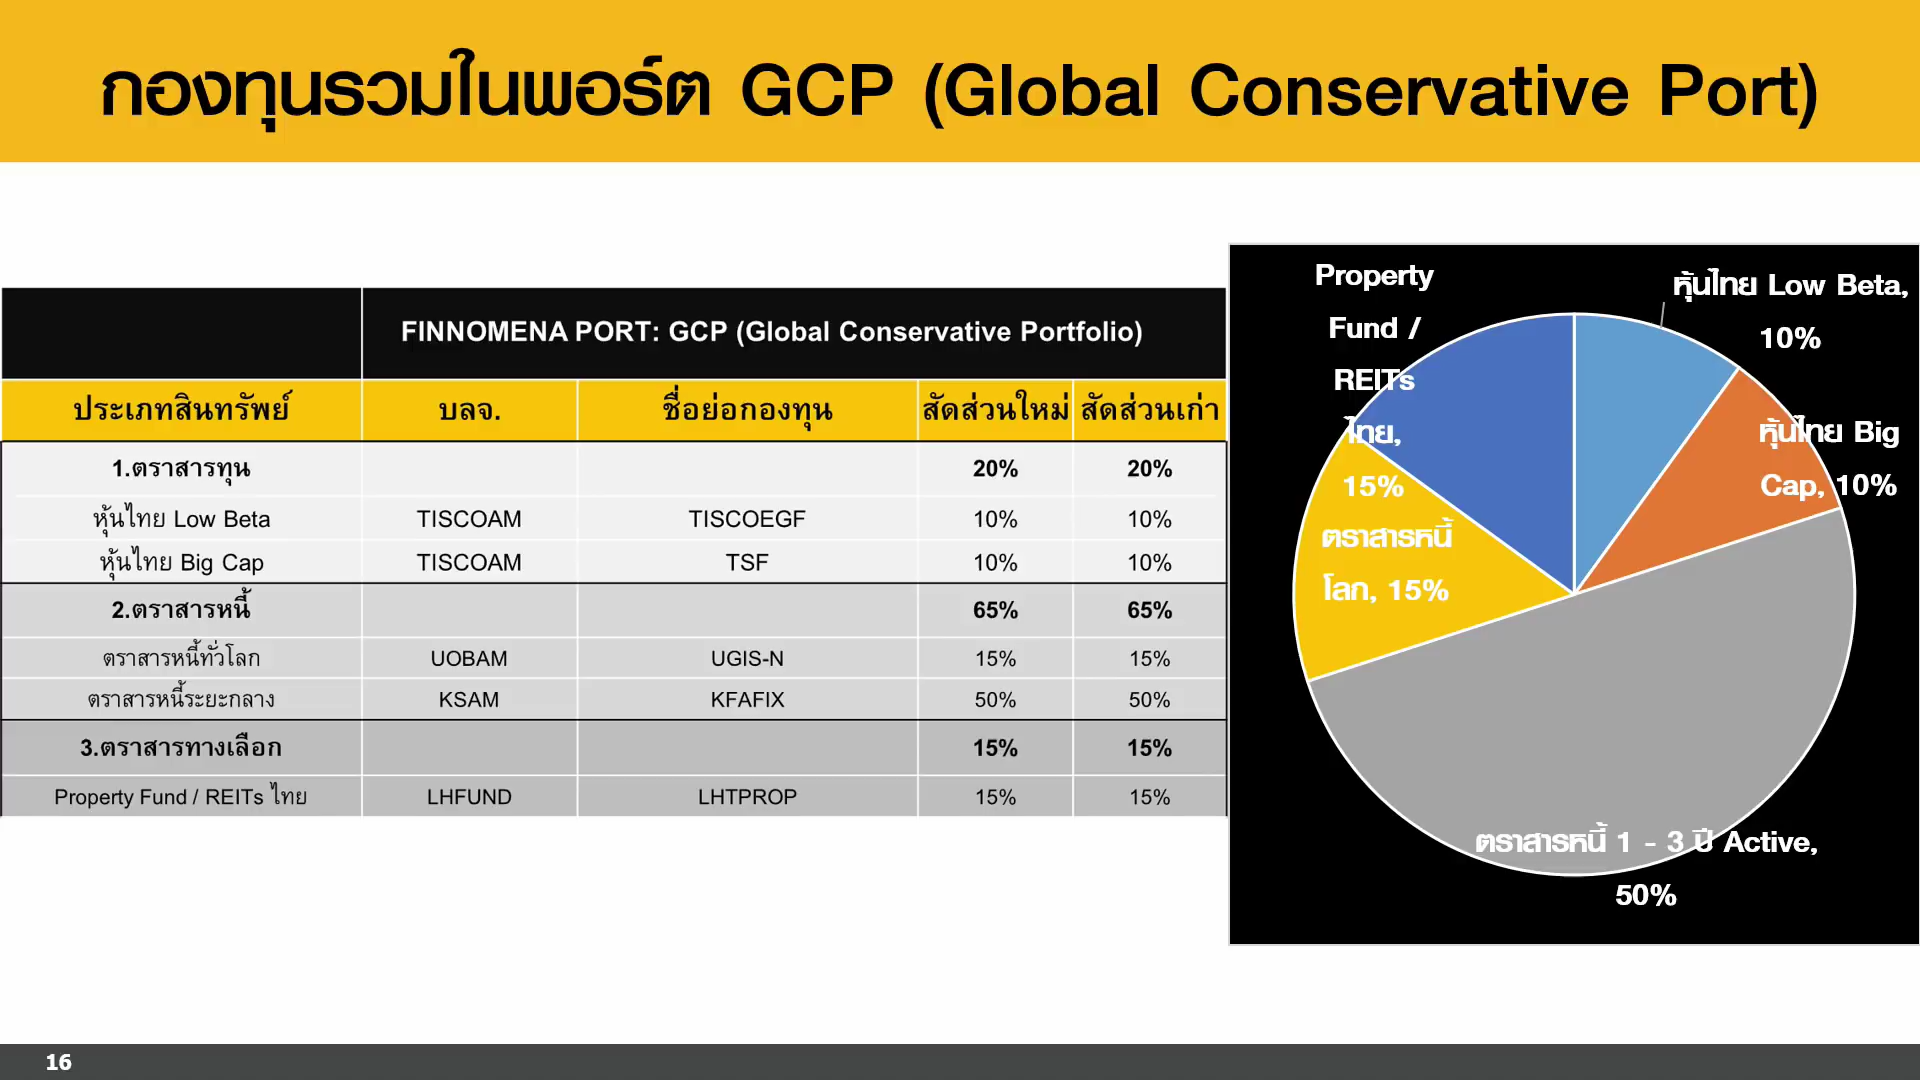 กองทุนรวมในพอร์ต GCP (Global Conservative Port)
FINNOMENA PORT: GCP (Global Conservative Portfolio)
ประเภทสินทรัพย์ บลจ. ชื่อย่อกองทุน สัดส่วนใหม่ สัดส่วนเก่า
1.ตราสารทุน 20% 20%
หุ้นไทย Low Beta TISCOAM TISCOEGF 10% 10%
หุ้นไทย Big Cap TISCOAM TSF 10% 10%
2.ตราสารหนี้ 65% 65%
ตราสารหนี้ทั่วโลก UOBAM UGIS-N 15% 15%
ตราสารหนี้ระยะกลาง KSAM KFAFIX 50% 50%
3.ตราสารทางเลือก 15% 15%
Property Fund / REITs ไทย LHFUND LHTPROP 15% 15%
Property
Fund /
REITs
ไทย,
15%
หุ้นไทย Low Beta,
10%
หุ้นไทย Big
Cap, 10%
ตราสารหนี้
โลก, 15%
ตราสารหนี้ 1 - 3 ปี Active,
50%
16